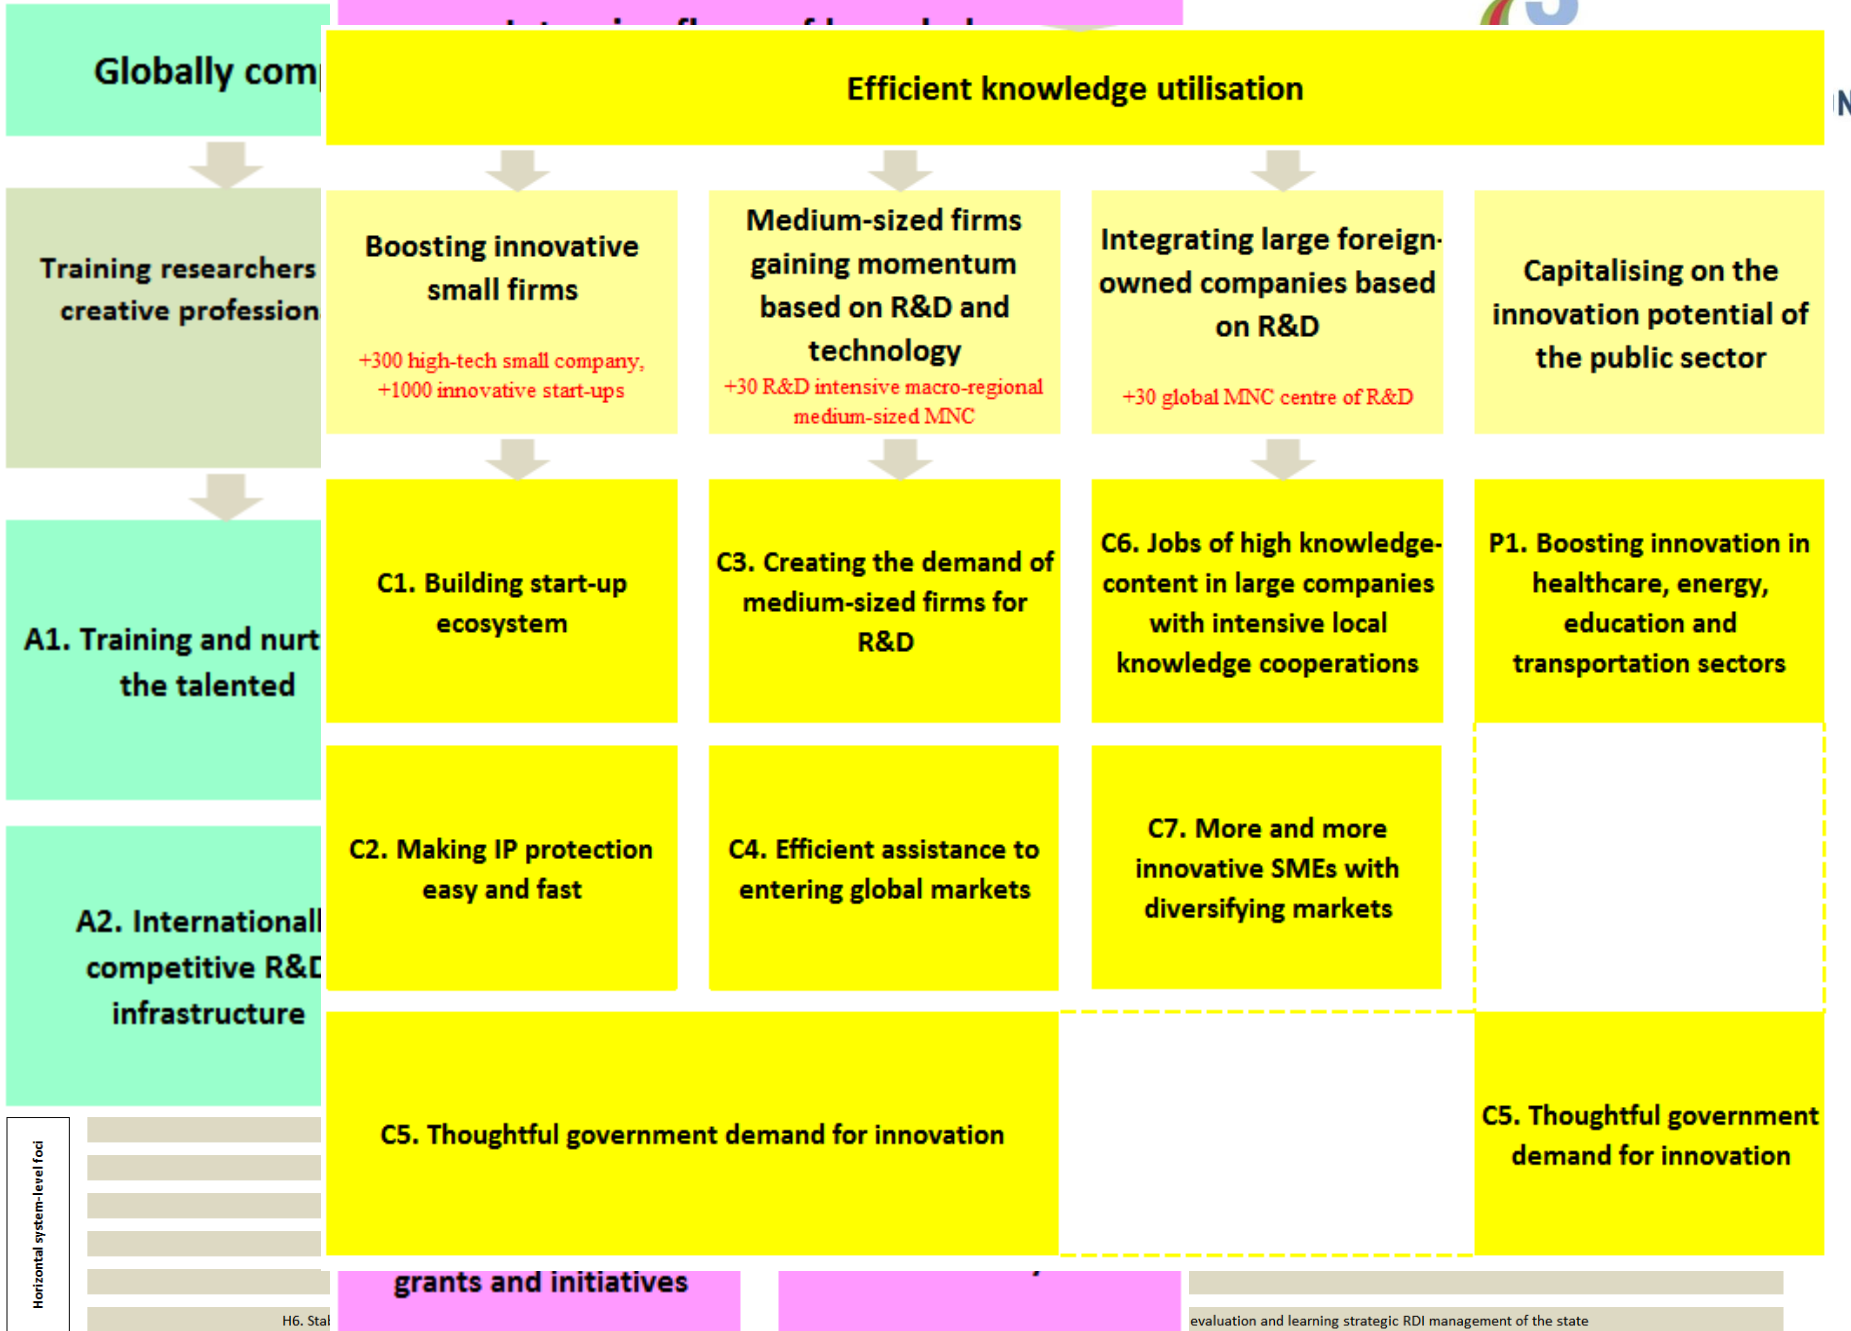 Globally com
Efficient knowledge utilisation
Training researchers
creative profession
Boosting innovative
small firms
+300 high-tech small company,
+1000 innovative start-ups
Medium-sized firms
gaining momentum
based on R&D and
technology
+30 R&D intensive macro-regional
medium-sized MNC
Integrating large foreign-
owned companies based
on R&D
+30 global MNC centre of R&D
Capitalising on the
innovation potential of
the public sector
A1. Training and nurt
the talented
C1. Building start-up
ecosystem
C3. Creating the demand of
medium-sized firms for
R&D
C6. Jobs of high knowledge-
content in large companies
with intensive local
knowledge cooperations
P1. Boosting innovation in
healthcare, energy,
education and
transportation sectors
A2. International
competitive R&D
infrastructure
C2. Making IP protection
easy and fast
C4. Efficient assistance to
entering global markets
C7. More and more
innovative SMEs with
diversifying markets
C5. Thoughtful government demand for innovation
C5. Thoughtful government
demand for innovation
Horizontal system-level foci
grants and initiatives
H6. Sta
evaluation and learning strategic RDI management of the state